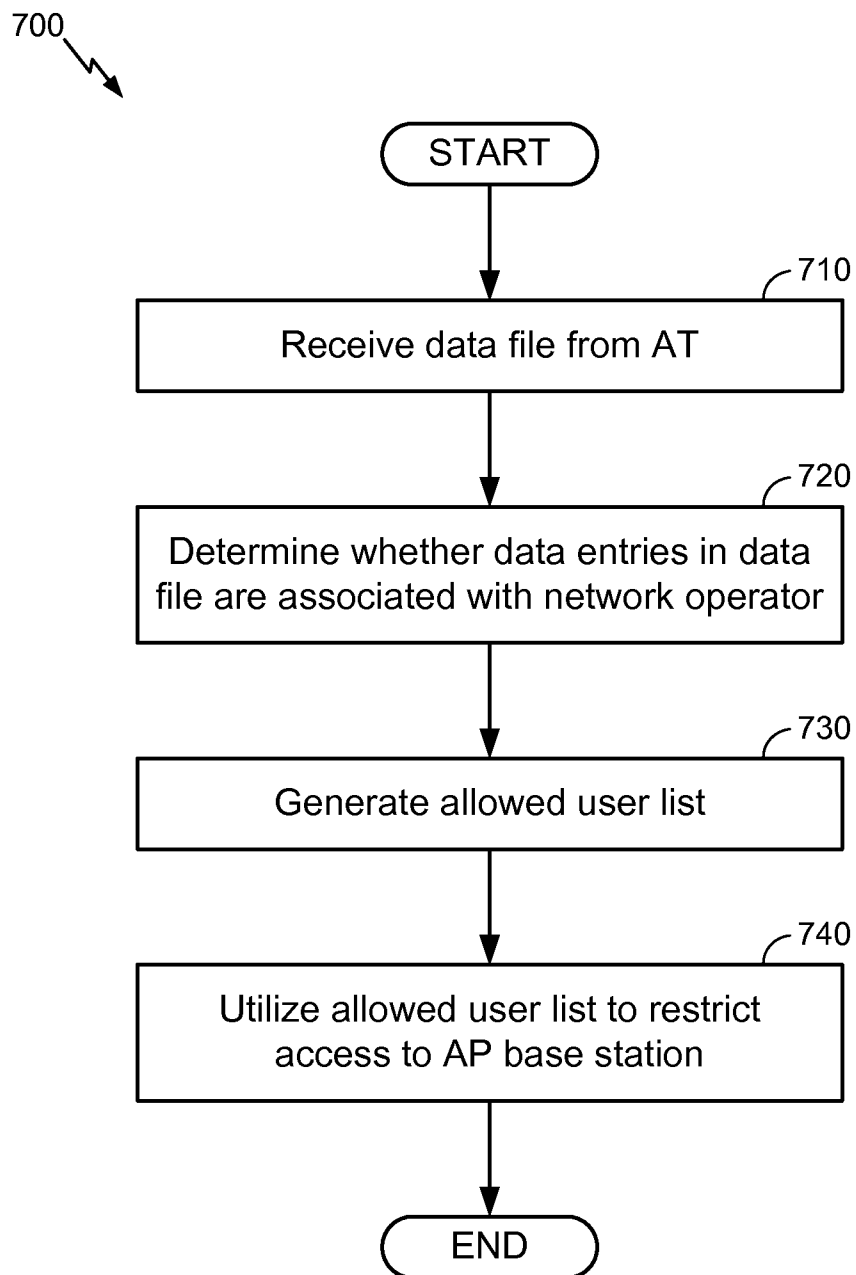 700
START
710
Receive data file from AT
720
Determine whether data entries in data
file are associated with network operator
730
Generate allowed user list
740
Utilize allowed user list to restrict
access to AP base station
END